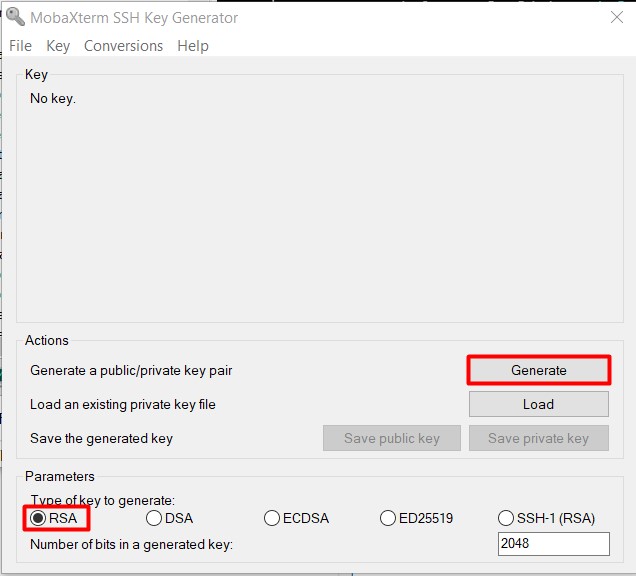 MobaXterm SSH Key Generator
File Key Conversions Help
Key
No key.
Actions
Generate a public/private key pair Generate
Load an existing private key file Load
Save the generated key Save public key Save private key
Parameters
Type of key to generate:
RSA DSA ECDSA ED25519 SSH-1 (RSA)
Number of bits in a generated key: 2048